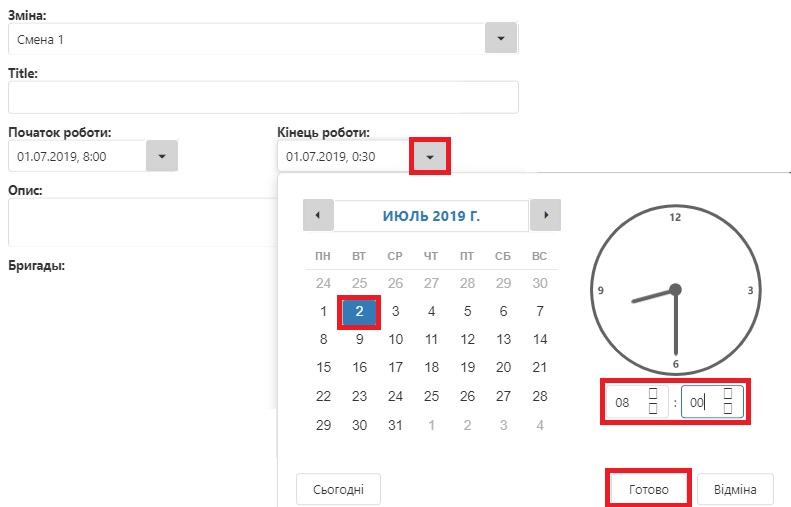 Зміна:
Смена 1
Title:
Початок роботи: Кінець роботи:
01.07.2019, 8:00 01.07.2019, 0:30
Опис:
Бригады:
ИЮЛЬ 2019 Г.
ПН ВТ СР ЧТ ПТ СБ ВС
24 25 26 27 28 29 30
1 2 3 4 5 6 7
8 9 10 11 12 13 14
15 16 17 18 19 20 21
22 23 24 25 26 27 28
29 30 31 1 2 3 4
12
9 3
6
08 : 00
Сьогодні Готово Відміна